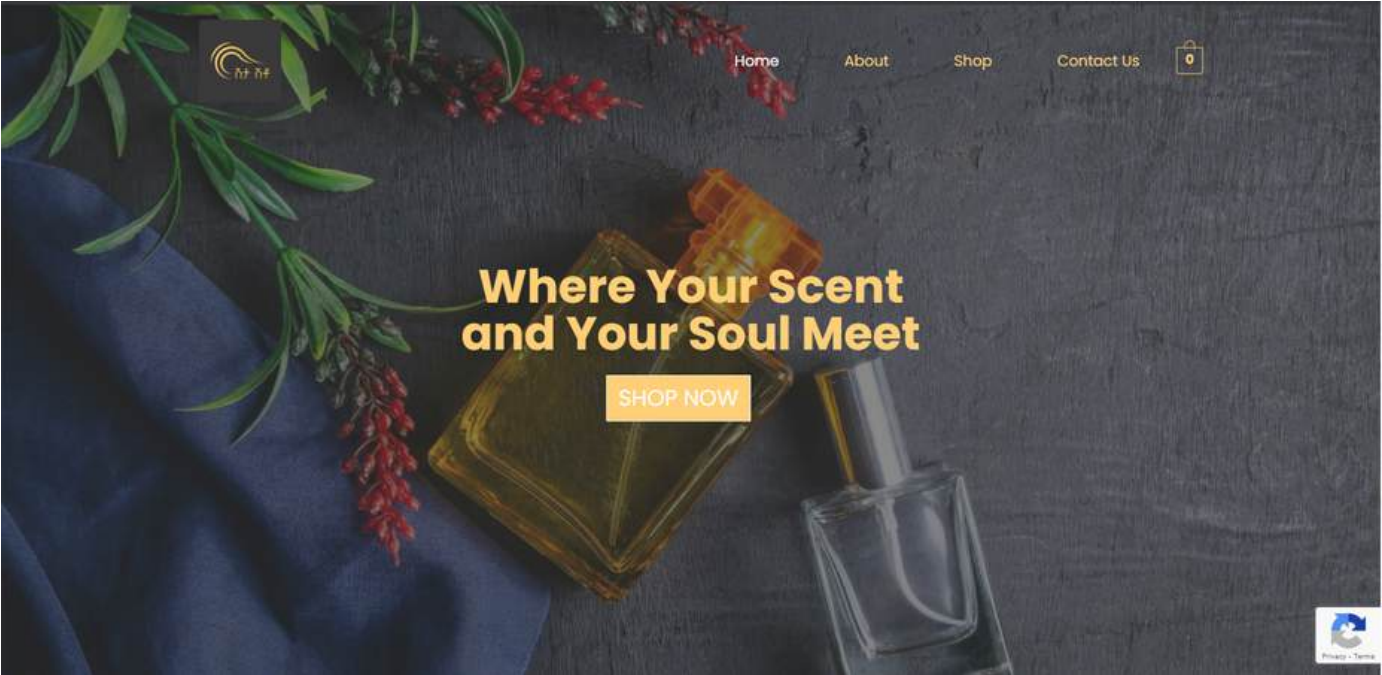 Home
About
Shop
Contact Us
0
Where Your Scent
and Your Soul Meet
SHOP NOW
Privacy - Terms